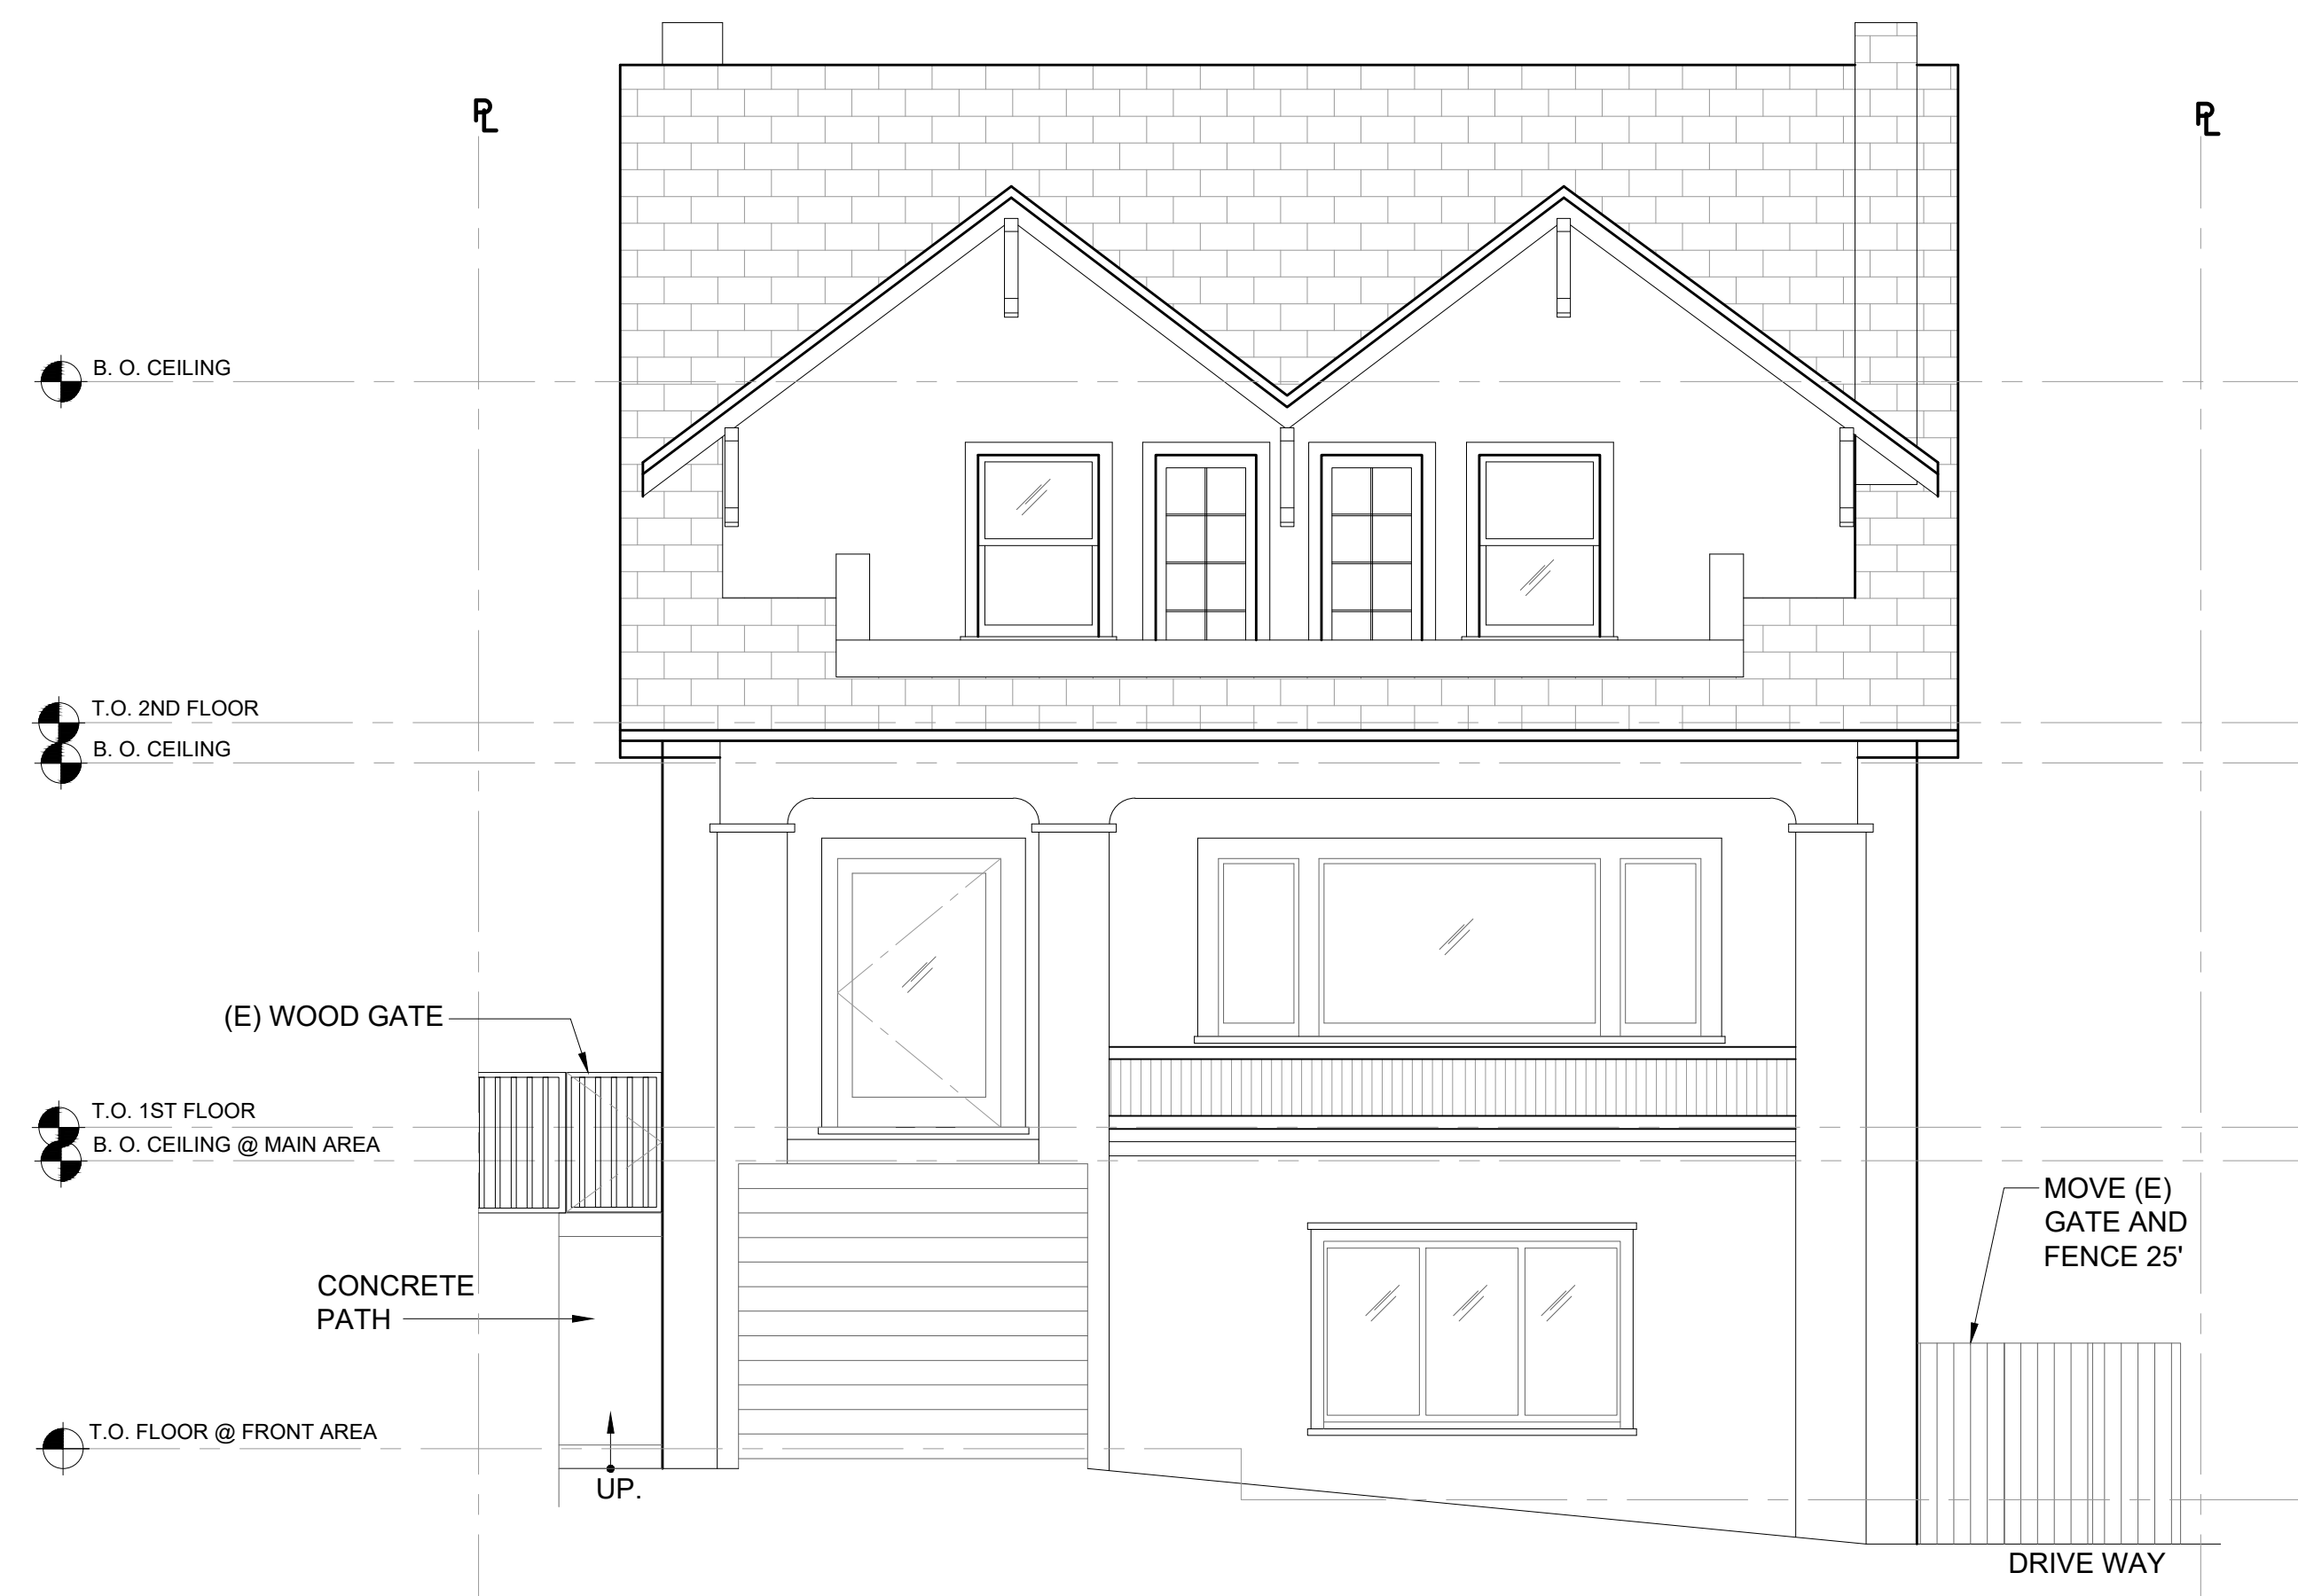 PL
PL
B. O. CEILING
T.O. 2ND FLOOR
B. O. CEILING
(E) WOOD GATE
T.O. 1ST FLOOR
B. O. CEILING @ MAIN AREA
MOVE (E)
GATE AND
FENCE 25'
CONCRETE
PATH
T.O. FLOOR @ FRONT AREA
UP.
DRIVE WAY